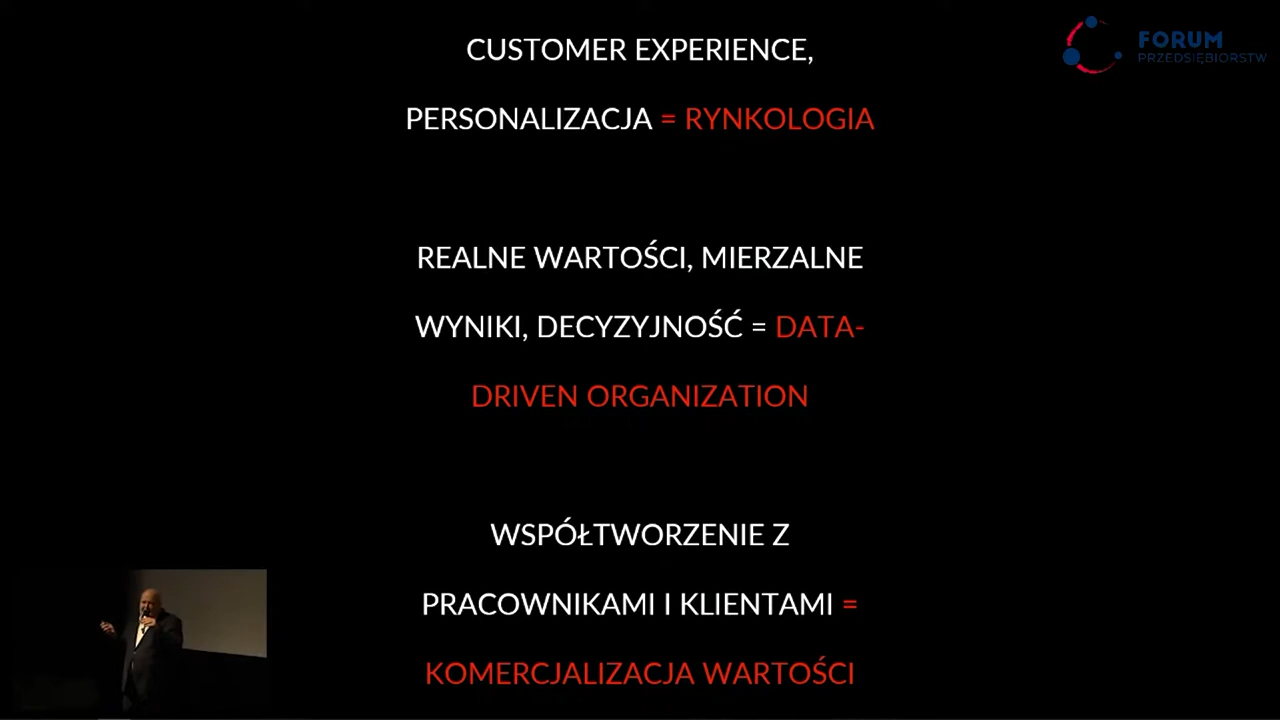 CUSTOMER EXPERIENCE,
FORUM
PRZEDSIĘBIORSTW
PERSONALIZACJA = RYNKOLOGIA
REALNE WARTOŚCI, MIERZALNE
WYNIKI, DECYZYJNOŚĆ = DATA-
DRIVEN ORGANIZATION
WSPÓŁTWORZENIE Z
PRACOWNIKAMI I KLIENTAMI =
KOMERCJALIZACJA WARTOŚCI